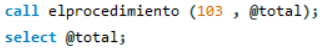 call elprocedimiento (103 , @total);
select @total;